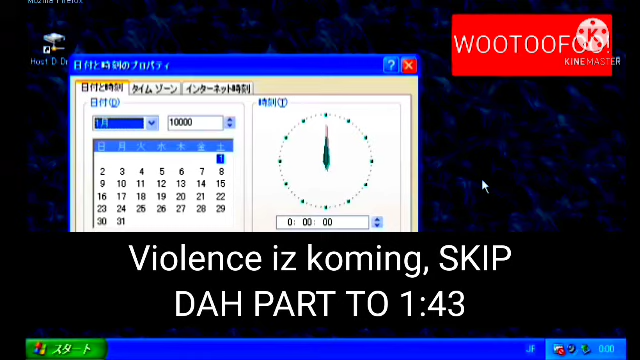 Mozilla Firefox
WOOTOOFOO!
KINEMASTER
Host D Dr
日付と時刻のプロパティ
日付と時刻 タイム ゾーン インターネット時刻
日付(D)
時刻(T)
1月
10000
日 月 火 水 木 金 土
1
2 3 4 5 6 7 8
9 10 11 12 13 14 15
16 17 18 19 20 21 22
23 24 25 26 27 28 29
30 31
0: 00: 00
Violence iz koming, SKIP
DAH PART TO 1:43
スタート
JP
0:00